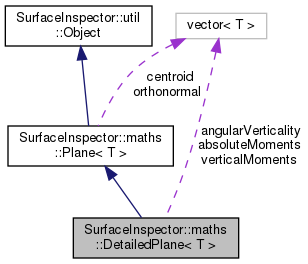 SurfaceInspector::util
::Object
vector< T >
centroid
orthonormal
SurfaceInspector::maths
::Plane< T >
angularVerticality
absoluteMoments
verticalMoments
SurfaceInspector::maths
::DetailedPlane< T >